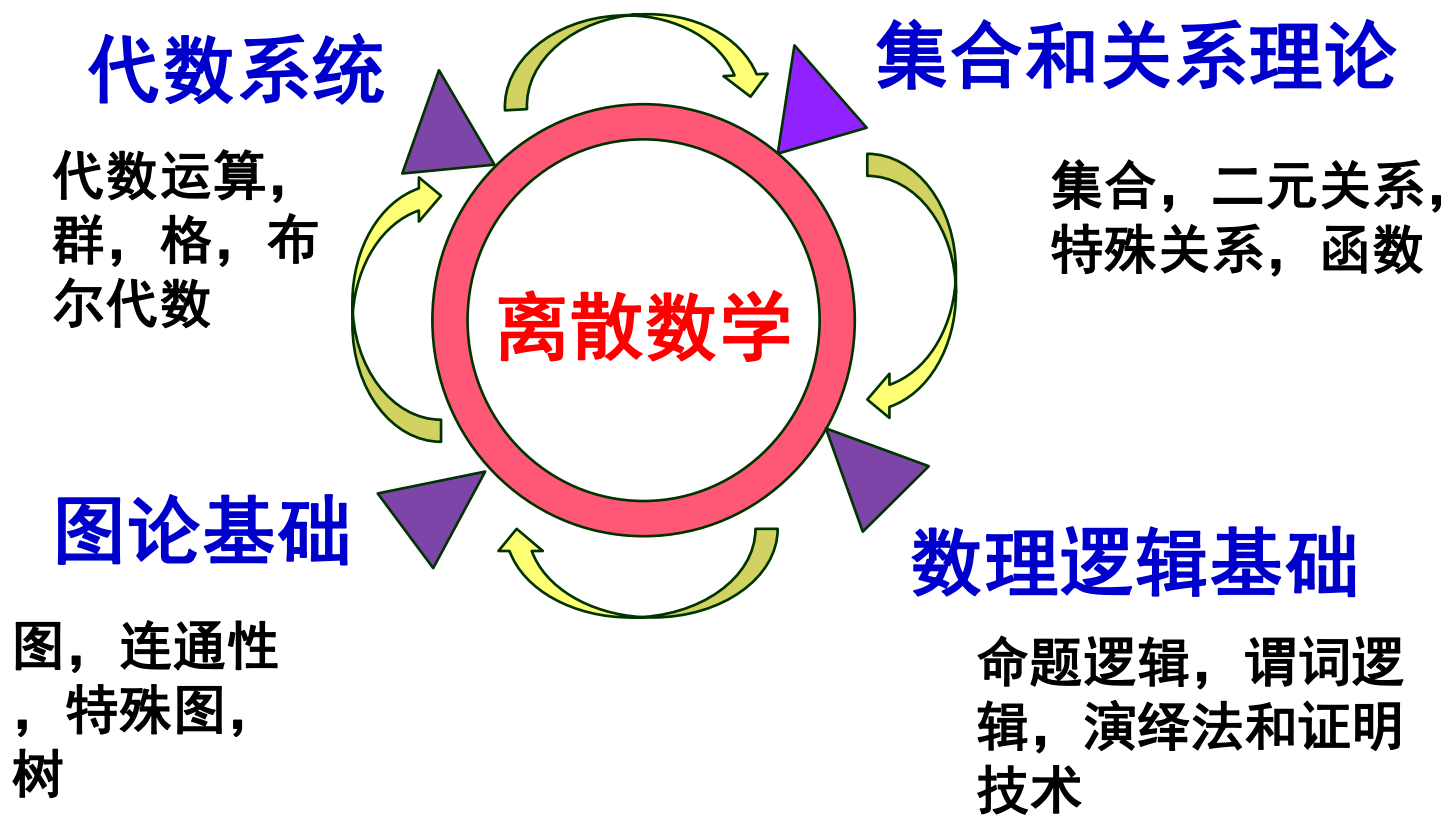 代数系统
代数运算，
群，格，布
尔代数
集合和关系理论
集合，二元关系，
特殊关系，函数
离散数学
图论基础
图，连通性
，特殊图，
树
数理逻辑基础
命题逻辑，谓词逻
辑，演绎法和证明
技术